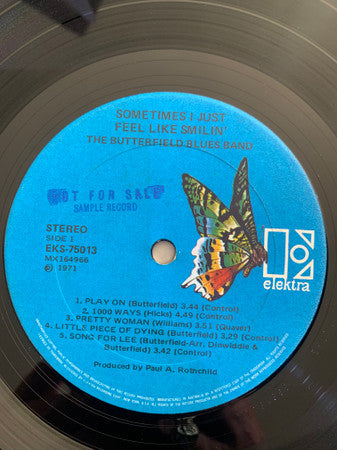 SOMETIMES I JUST
FEEL LIKE SMILIN'
THE BUTTERFIELD BLUES BAND
NOT FOR SALE
SAMPLE RECORD
STEREO
SIDE 1
EKS-75013
MX164966
℗ 1971
elektra
1. PLAY ON (Butterfield) 3.44 (Control)
2. 1000 WAYS (Hicks) 4.49 (Control)
3. PRETTY WOMAN (Williams) 3.51 (Quaver)
4. LITTLE PIECE OF DYING (Butterfield) 3.29 (Control)
5. SONG FOR LEE (Butterfield-Arr. Dinwiddie &
Butterfield) 3.42 (Control)
Produced by Paul A. Rothchild